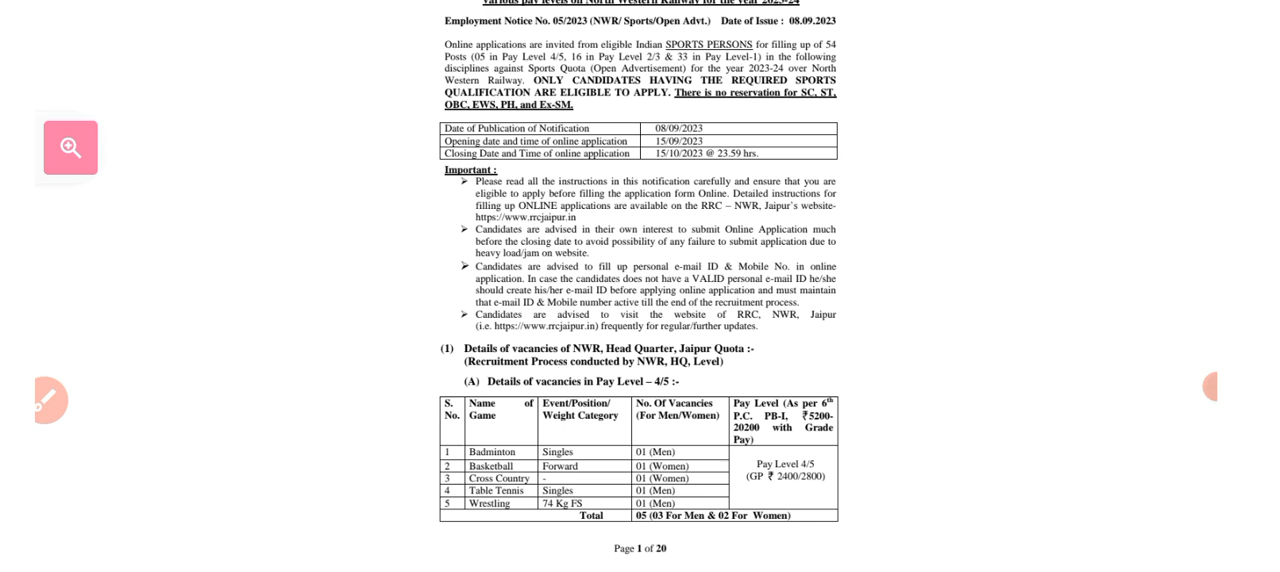 Various pay levels on North Western Railway for the year 2023-24
Employment Notice No. 05/2023 (NWR/ Sports/Open Advt.) Date of Issue : 08.09.2023
Online applications are invited from eligible Indian SPORTS PERSONS for filling up of 54
Posts (05 in Pay Level 4/5, 16 in Pay Level 2/3 & 33 in Pay Level-1) in the following
disciplines against Sports Quota (Open Advertisement) for the year 2023-24 over North
Western Railway. ONLY CANDIDATES HAVING THE REQUIRED SPORTS
QUALIFICATION ARE ELIGIBLE TO APPLY. There is no reservation for SC, ST,
OBC, EWS, PH, and Ex-SM.
Date of Publication of Notification 08/09/2023
Opening date and time of online application 15/09/2023
Closing Date and Time of online application 15/10/2023 @ 23.59 hrs.
Important :
➢ Please read all the instructions in this notification carefully and ensure that you are
eligible to apply before filling the application form Online. Detailed instructions for
filling up ONLINE applications are available on the RRC – NWR, Jaipur's website-
https://www.rrcjaipur.in
➢ Candidates are advised in their own interest to submit Online Application much
before the closing date to avoid possibility of any failure to submit application due to
heavy load/jam on website.
➢ Candidates are advised to fill up personal e-mail ID & Mobile No. in online
application. In case the candidates does not have a VALID personal e-mail ID he/she
should create his/her e-mail ID before applying online application and must maintain
that e-mail ID & Mobile number active till the end of the recruitment process.
➢ Candidates are advised to visit the website of RRC, NWR, Jaipur
(i.e. https://www.rrcjaipur.in) frequently for regular/further updates.
(1) Details of vacancies of NWR, Head Quarter, Jaipur Quota :-
(Recruitment Process conducted by NWR, HQ, Level)
(A) Details of vacancies in Pay Level – 4/5 :-
S. Name of Event/Position/ No. Of Vacancies Pay Level (As per 6th
No. Game Weight Category (For Men/Women) P.C. PB-I, ₹5200-
20200 with Grade
Pay)
1 Badminton Singles 01 (Men)
2 Basketball Forward 01 (Women) Pay Level 4/5
3 Cross Country - 01 (Women) (GP ₹ 2400/2800)
4 Table Tennis Singles 01 (Men)
5 Wrestling 74 Kg FS 01 (Men)
Total 05 (03 For Men & 02 For Women)
Page 1 of 20